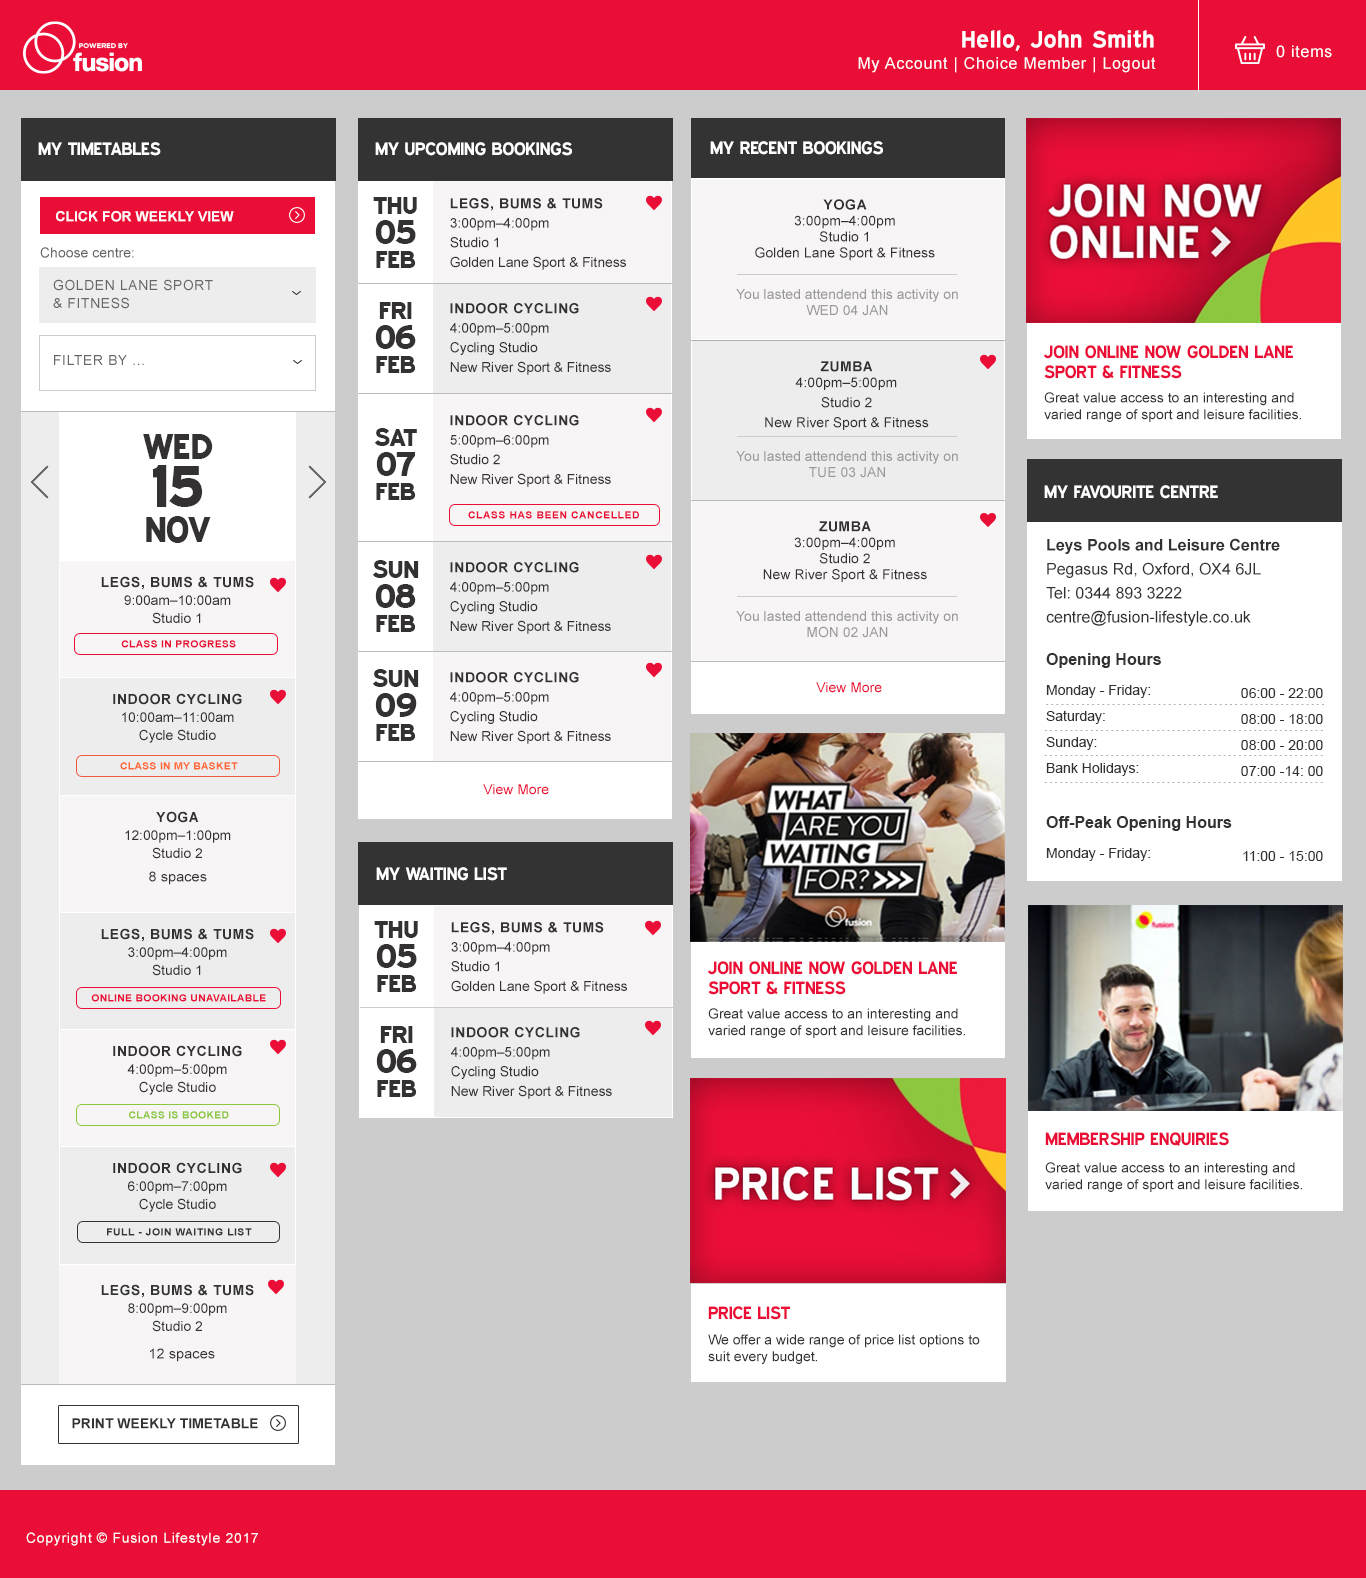 POWERED BY
fusion
Hello, John Smith
My Account | Choice Member | Logout
0 items
MY TIMETABLES
CLICK FOR WEEKLY VIEW
Choose centre:
GOLDEN LANE SPORT
& FITNESS
FILTER BY ...
WED
15
NOV
LEGS, BUMS & TUMS
9:00am–10:00am
Studio 1
CLASS IN PROGRESS
INDOOR CYCLING
10:00am–11:00am
Cycle Studio
CLASS IN MY BASKET
YOGA
12:00pm–1:00pm
Studio 2
8 spaces
LEGS, BUMS & TUMS
3:00pm–4:00pm
Studio 1
ONLINE BOOKING UNAVAILABLE
INDOOR CYCLING
4:00pm–5:00pm
Cycle Studio
CLASS IS BOOKED
INDOOR CYCLING
6:00pm–7:00pm
Cycle Studio
FULL - JOIN WAITING LIST
LEGS, BUMS & TUMS
8:00pm–9:00pm
Studio 2
12 spaces
PRINT WEEKLY TIMETABLE
MY UPCOMING BOOKINGS
THU
05
FEB
LEGS, BUMS & TUMS
3:00pm–4:00pm
Studio 1
Golden Lane Sport & Fitness
FRI
06
FEB
INDOOR CYCLING
4:00pm–5:00pm
Cycling Studio
New River Sport & Fitness
SAT
07
FEB
INDOOR CYCLING
5:00pm–6:00pm
Studio 2
New River Sport & Fitness
CLASS HAS BEEN CANCELLED
SUN
08
FEB
INDOOR CYCLING
4:00pm–5:00pm
Cycling Studio
New River Sport & Fitness
SUN
09
FEB
INDOOR CYCLING
4:00pm–5:00pm
Cycling Studio
New River Sport & Fitness
View More
MY WAITING LIST
THU
05
FEB
LEGS, BUMS & TUMS
3:00pm–4:00pm
Studio 1
Golden Lane Sport & Fitness
FRI
06
FEB
INDOOR CYCLING
4:00pm–5:00pm
Cycling Studio
New River Sport & Fitness
MY RECENT BOOKINGS
YOGA
3:00pm–4:00pm
Studio 1
Golden Lane Sport & Fitness
You lasted attendend this activity on
WED 04 JAN
ZUMBA
4:00pm–5:00pm
Studio 2
New River Sport & Fitness
You lasted attendend this activity on
TUE 03 JAN
ZUMBA
3:00pm–4:00pm
Studio 2
New River Sport & Fitness
You lasted attendend this activity on
MON 02 JAN
View More
WHAT
ARE YOU
WAITING
FOR? >>>
fusion
JOIN ONLINE NOW GOLDEN LANE
SPORT & FITNESS
Great value access to an interesting and
varied range of sport and leisure facilities.
PRICE LIST >
PRICE LIST
We offer a wide range of price list options to
suit every budget.
JOIN NOW
ONLINE >
JOIN ONLINE NOW GOLDEN LANE
SPORT & FITNESS
Great value access to an interesting and
varied range of sport and leisure facilities.
MY FAVOURITE CENTRE
Leys Pools and Leisure Centre
Pegasus Rd, Oxford, OX4 6JL
Tel: 0344 893 3222
centre@fusion-lifestyle.co.uk
Opening Hours
Monday - Friday: 06:00 - 22:00
Saturday: 08:00 - 18:00
Sunday: 08:00 - 20:00
Bank Holidays: 07:00 -14: 00
Off-Peak Opening Hours
Monday - Friday: 11:00 - 15:00
fusion
MEMBERSHIP ENQUIRIES
Great value access to an interesting and
varied range of sport and leisure facilities.
Copyright © Fusion Lifestyle 2017